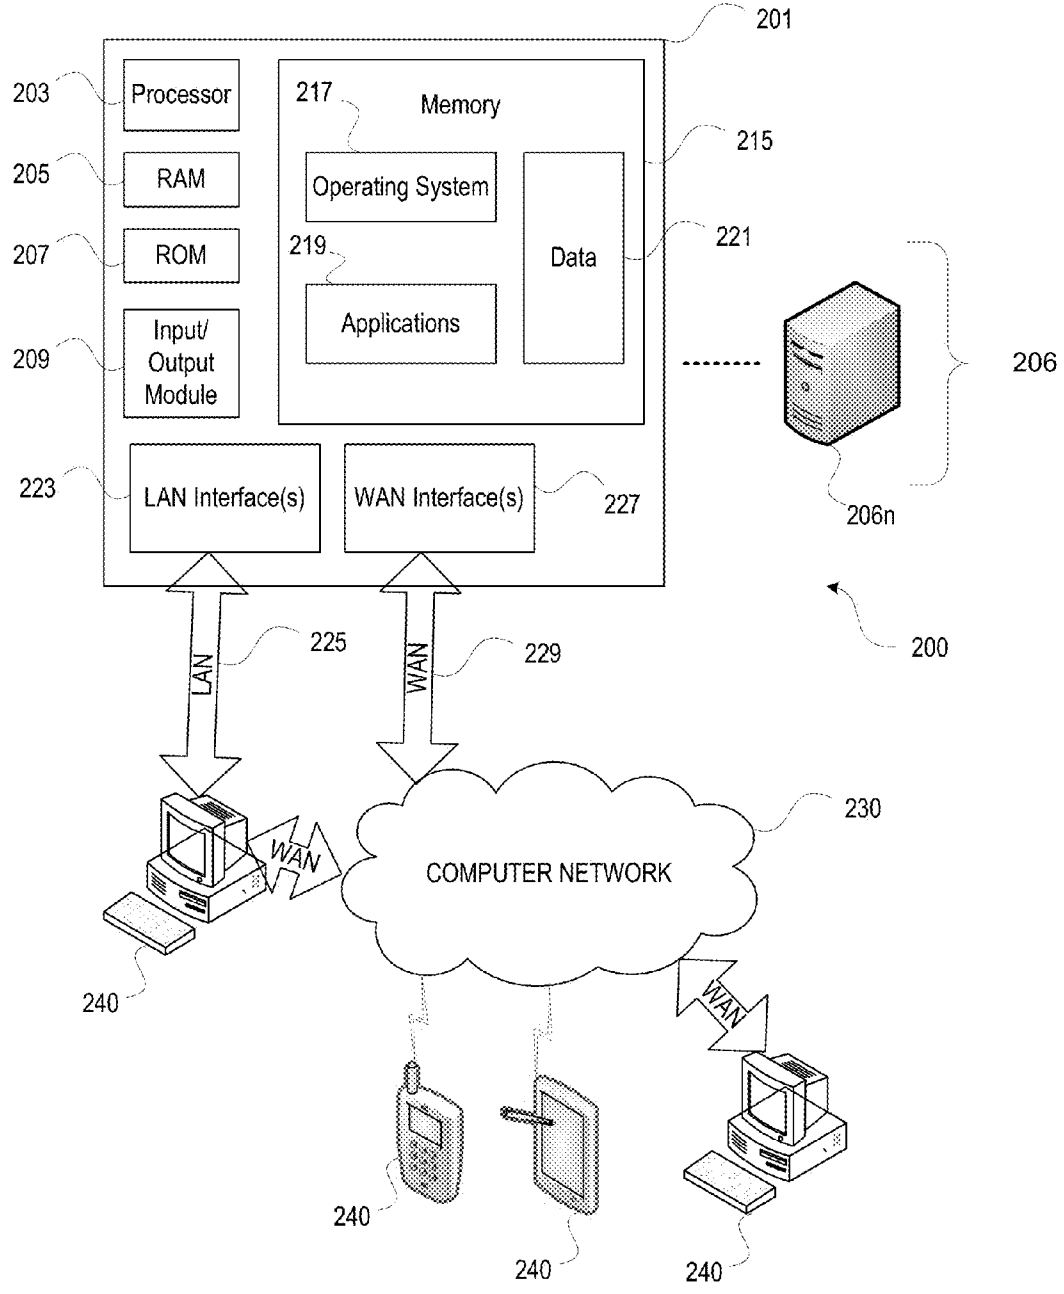 201
203
Processor
217
Memory
215
205
RAM
Operating System
207
ROM
219
221
Data
Applications
209
Input/
Output
Module
206
223
LAN Interface(s)
WAN Interface(s)
227
206n
225
229
200
LAN
WAN
230
WAN
COMPUTER NETWORK
240
WAN
240
240
240